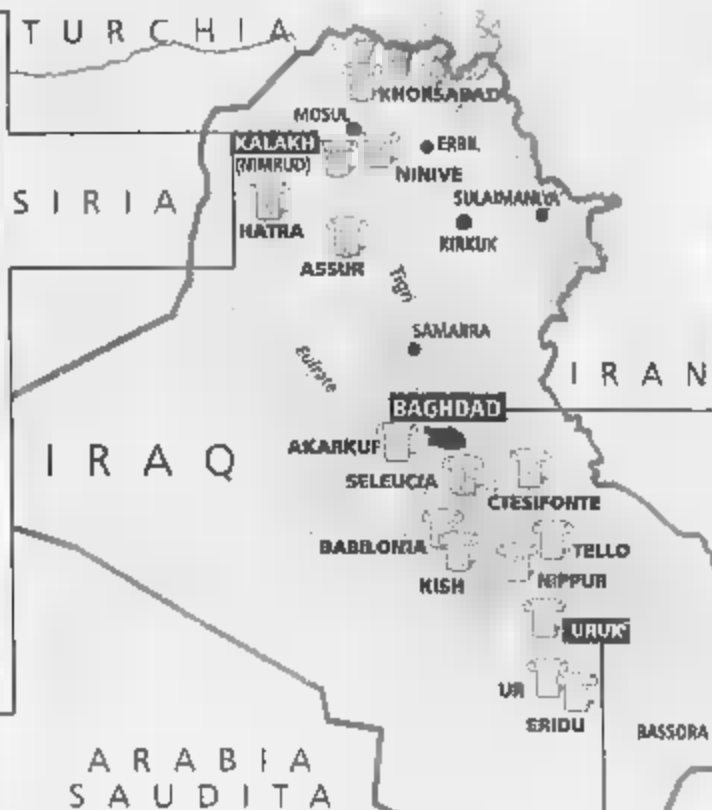 TURCHIA
KHORSABAD
MOSUL
KALAKH
(NIMRUD)
ERBIL
NINIVE
SIRIA
SULAIMANIYA
HATRA
KIRKUK
ASSUR
Tigri
SAMARRA
Eufrate
IRAN
BAGHDAD
IRAQ
AKARKUF
SELEUCIA
CTESIFONTE
BABILONIA
TELLO
KISH
NIPPUR
URUK
UR
ERIDU
BASSORA
ARABIA
SAUDITA